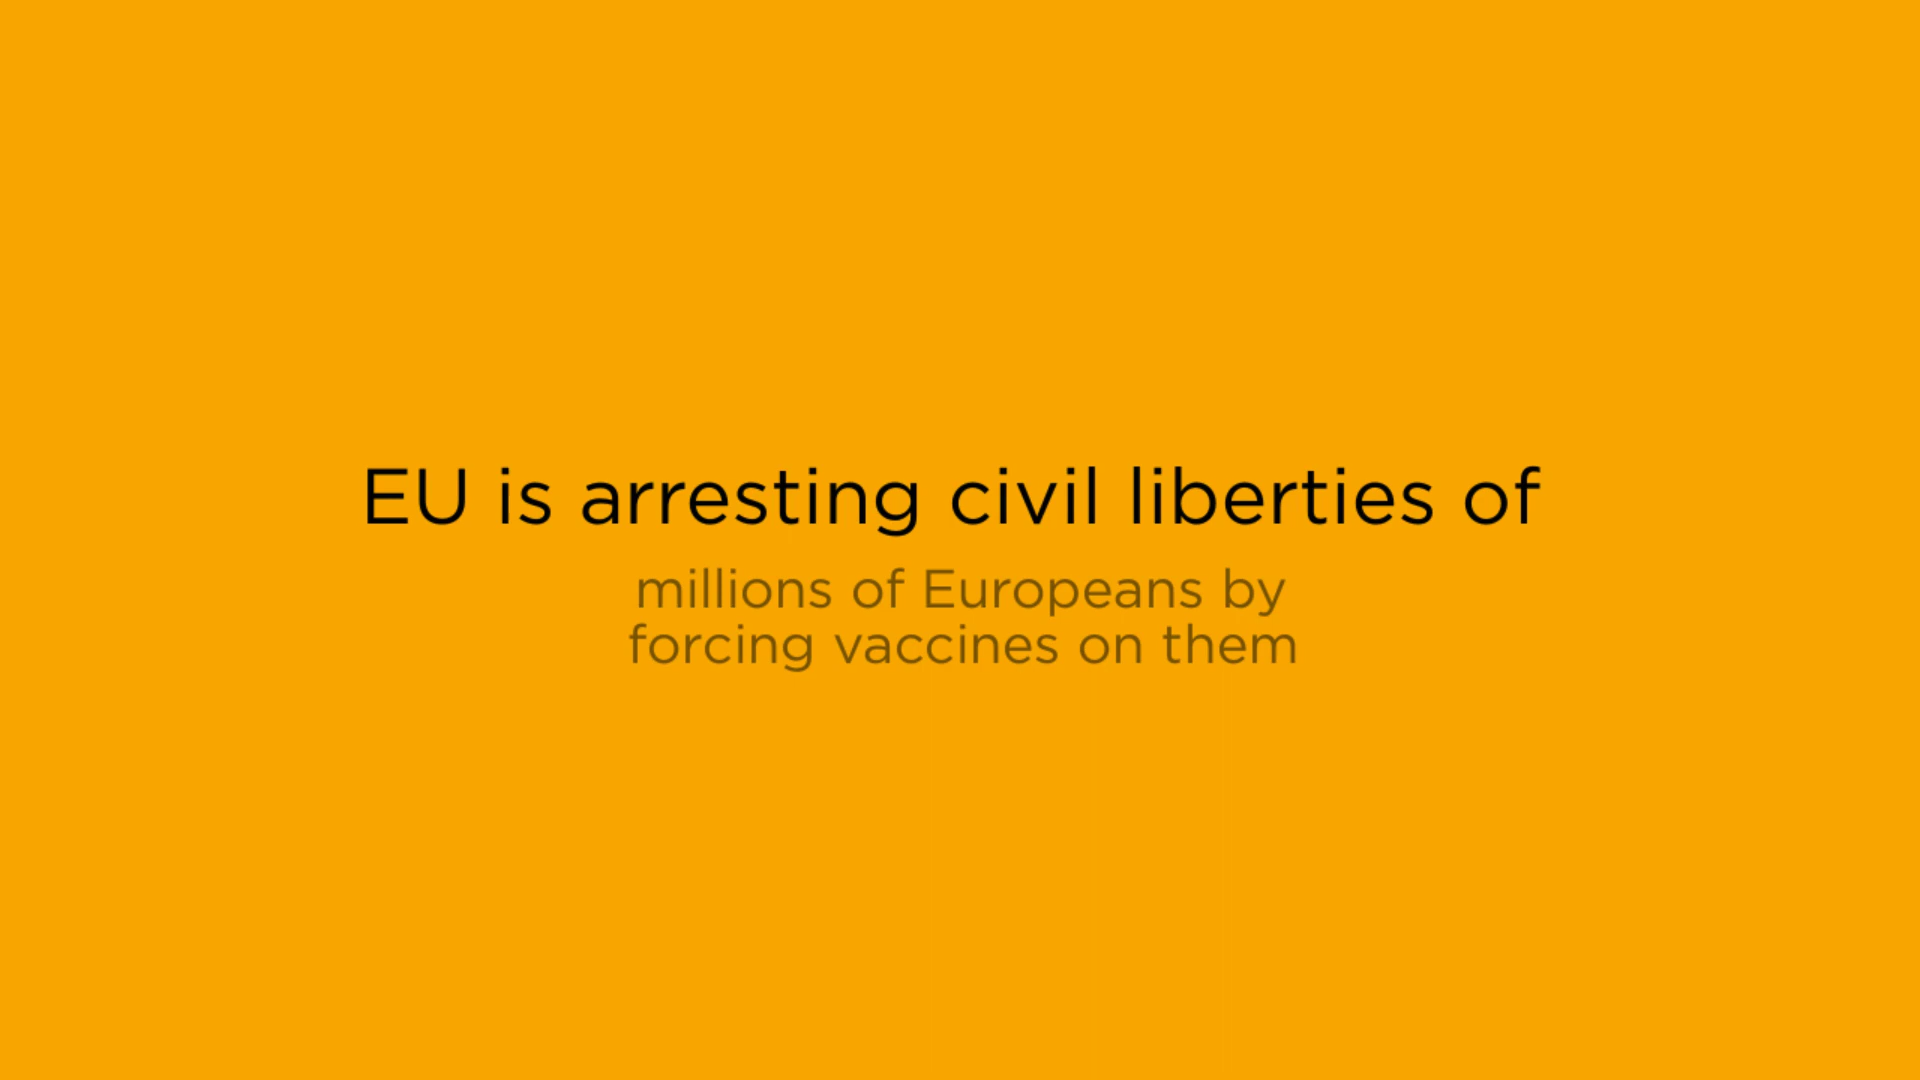 EU is arresting civil liberties of
millions of Europeans by
forcing vaccines on them